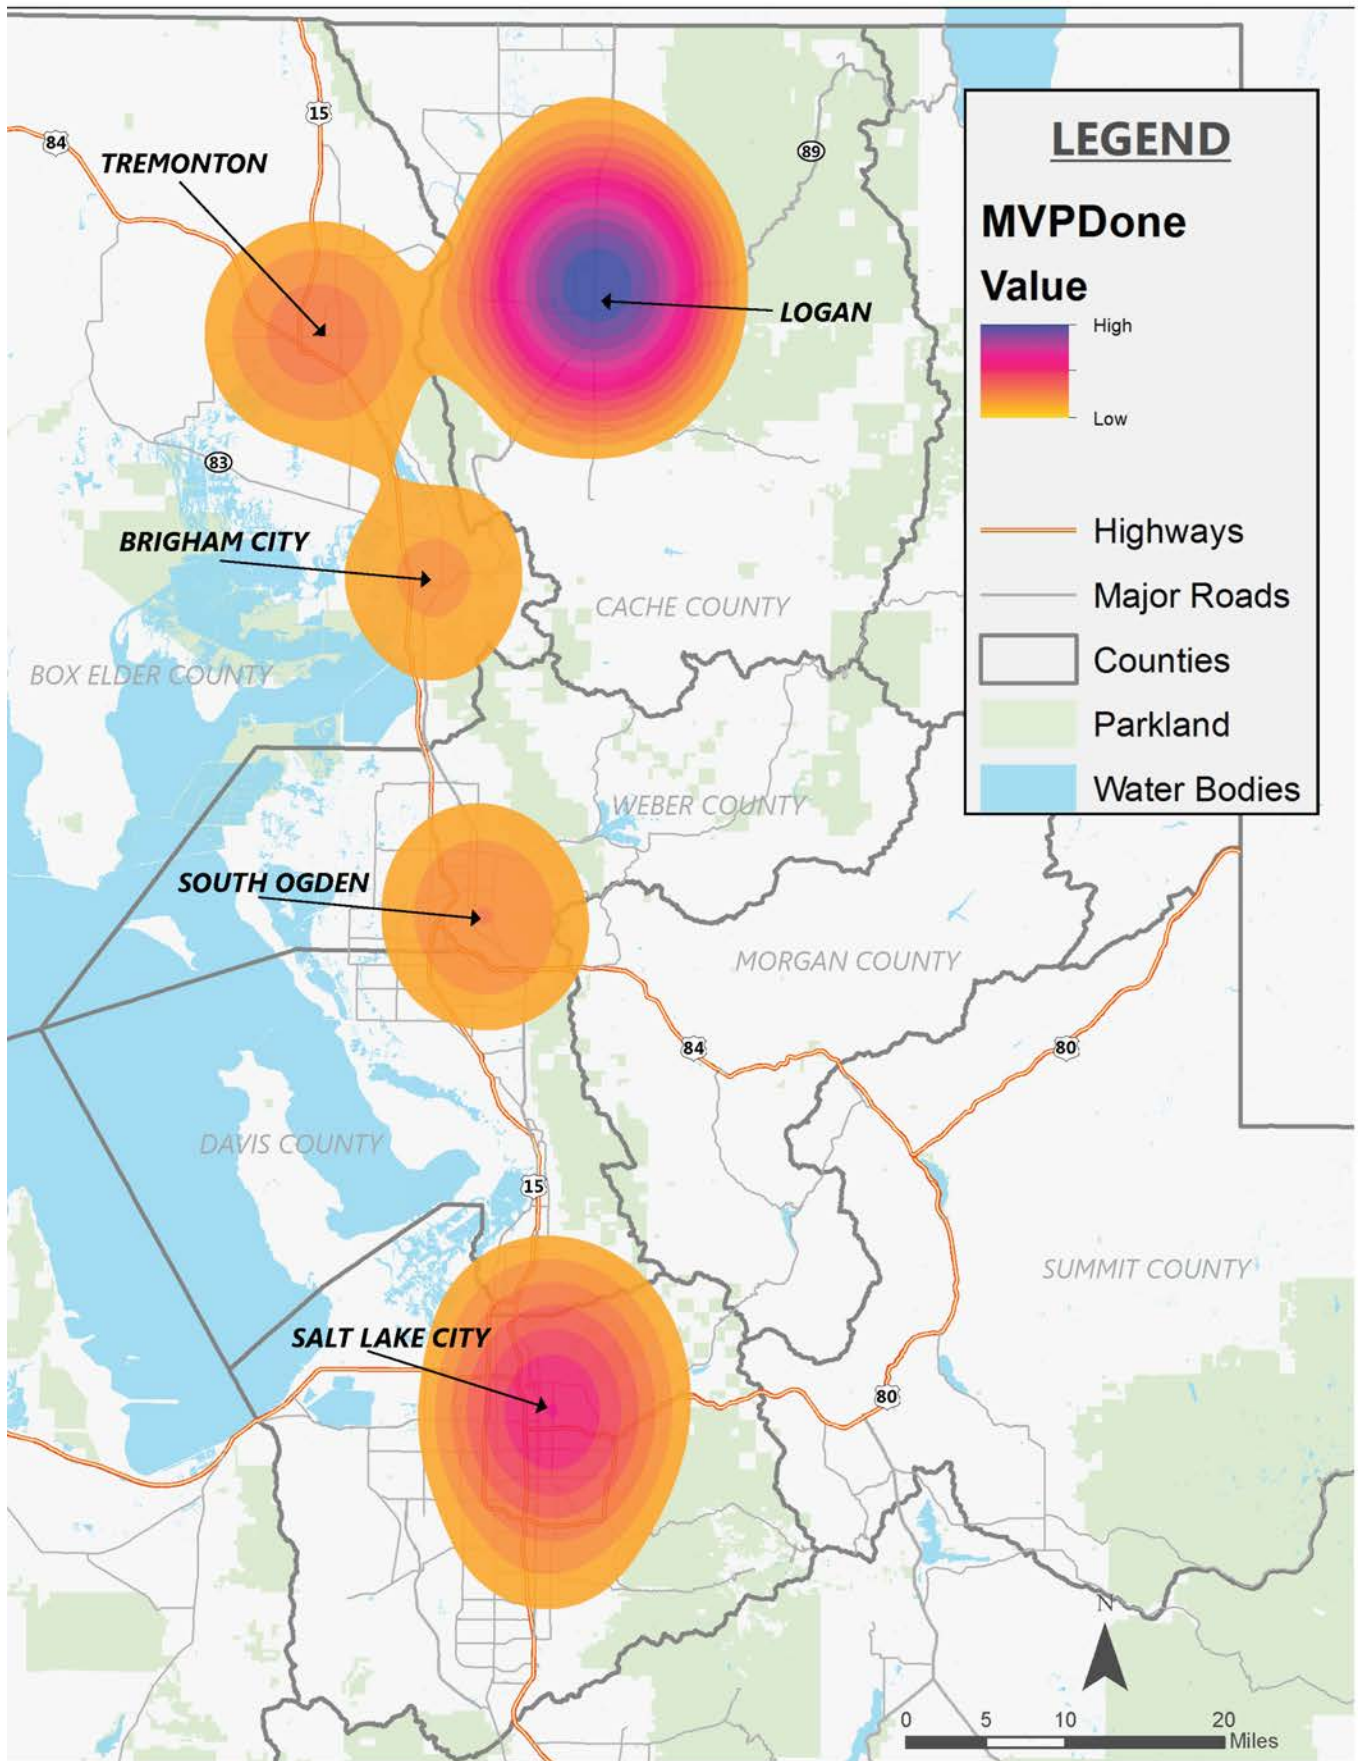 15
84
TREMONTON
89
LEGEND
MVPDone
Value
High
Low
LOGAN
83
BRIGHAM CITY
Highways
CACHE COUNTY
Major Roads
BOX ELDER COUNTY
Counties
Parkland
WEBER COUNTY
Water Bodies
SOUTH OGDEN
MORGAN COUNTY
84
80
DAVIS COUNTY
15
SUMMIT COUNTY
SALT LAKE CITY
80
N
0 5 10 20
Miles